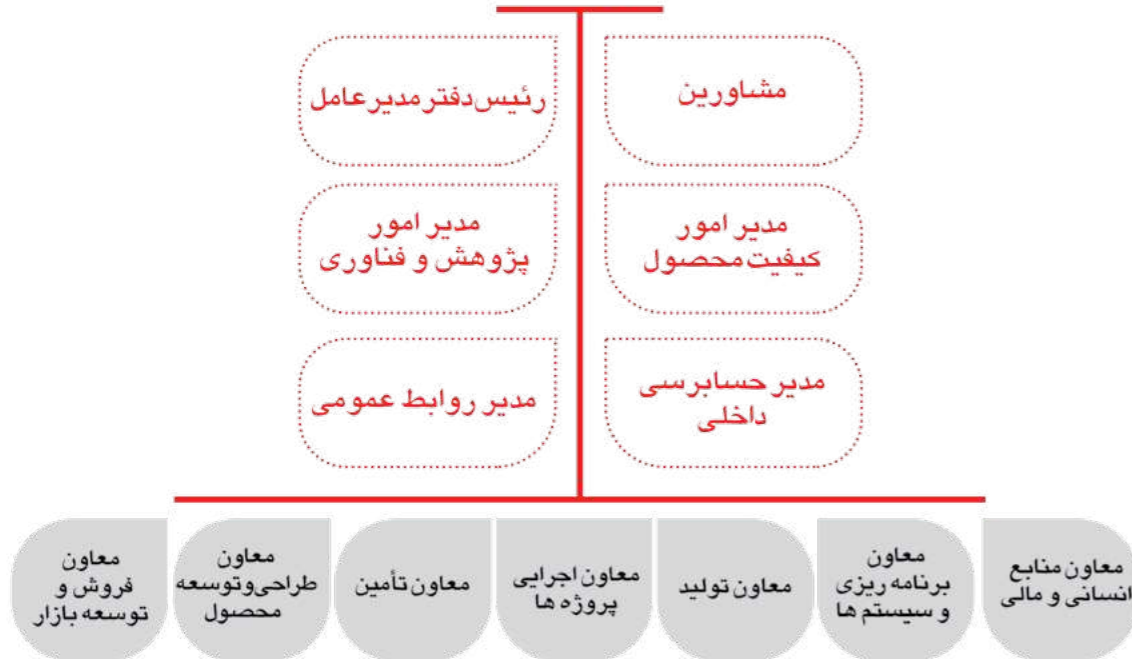 مشاورین
رئیس دفتر مدیر عامل
مدیر امور
کیفیت محصول
مدیر امور
پژوهش و فناوری
مدیر حسابرسی
داخلی
مدیر روابط عمومی
معاون منابع
انسانی و مالی
معاون
برنامه ریزی
و سیستم ها
معاون تولید
معاون اجرایی
پروژه ها
معاون تأمین
معاون
طراحی و توسعه
محصول
معاون
فروش و
توسعه بازار